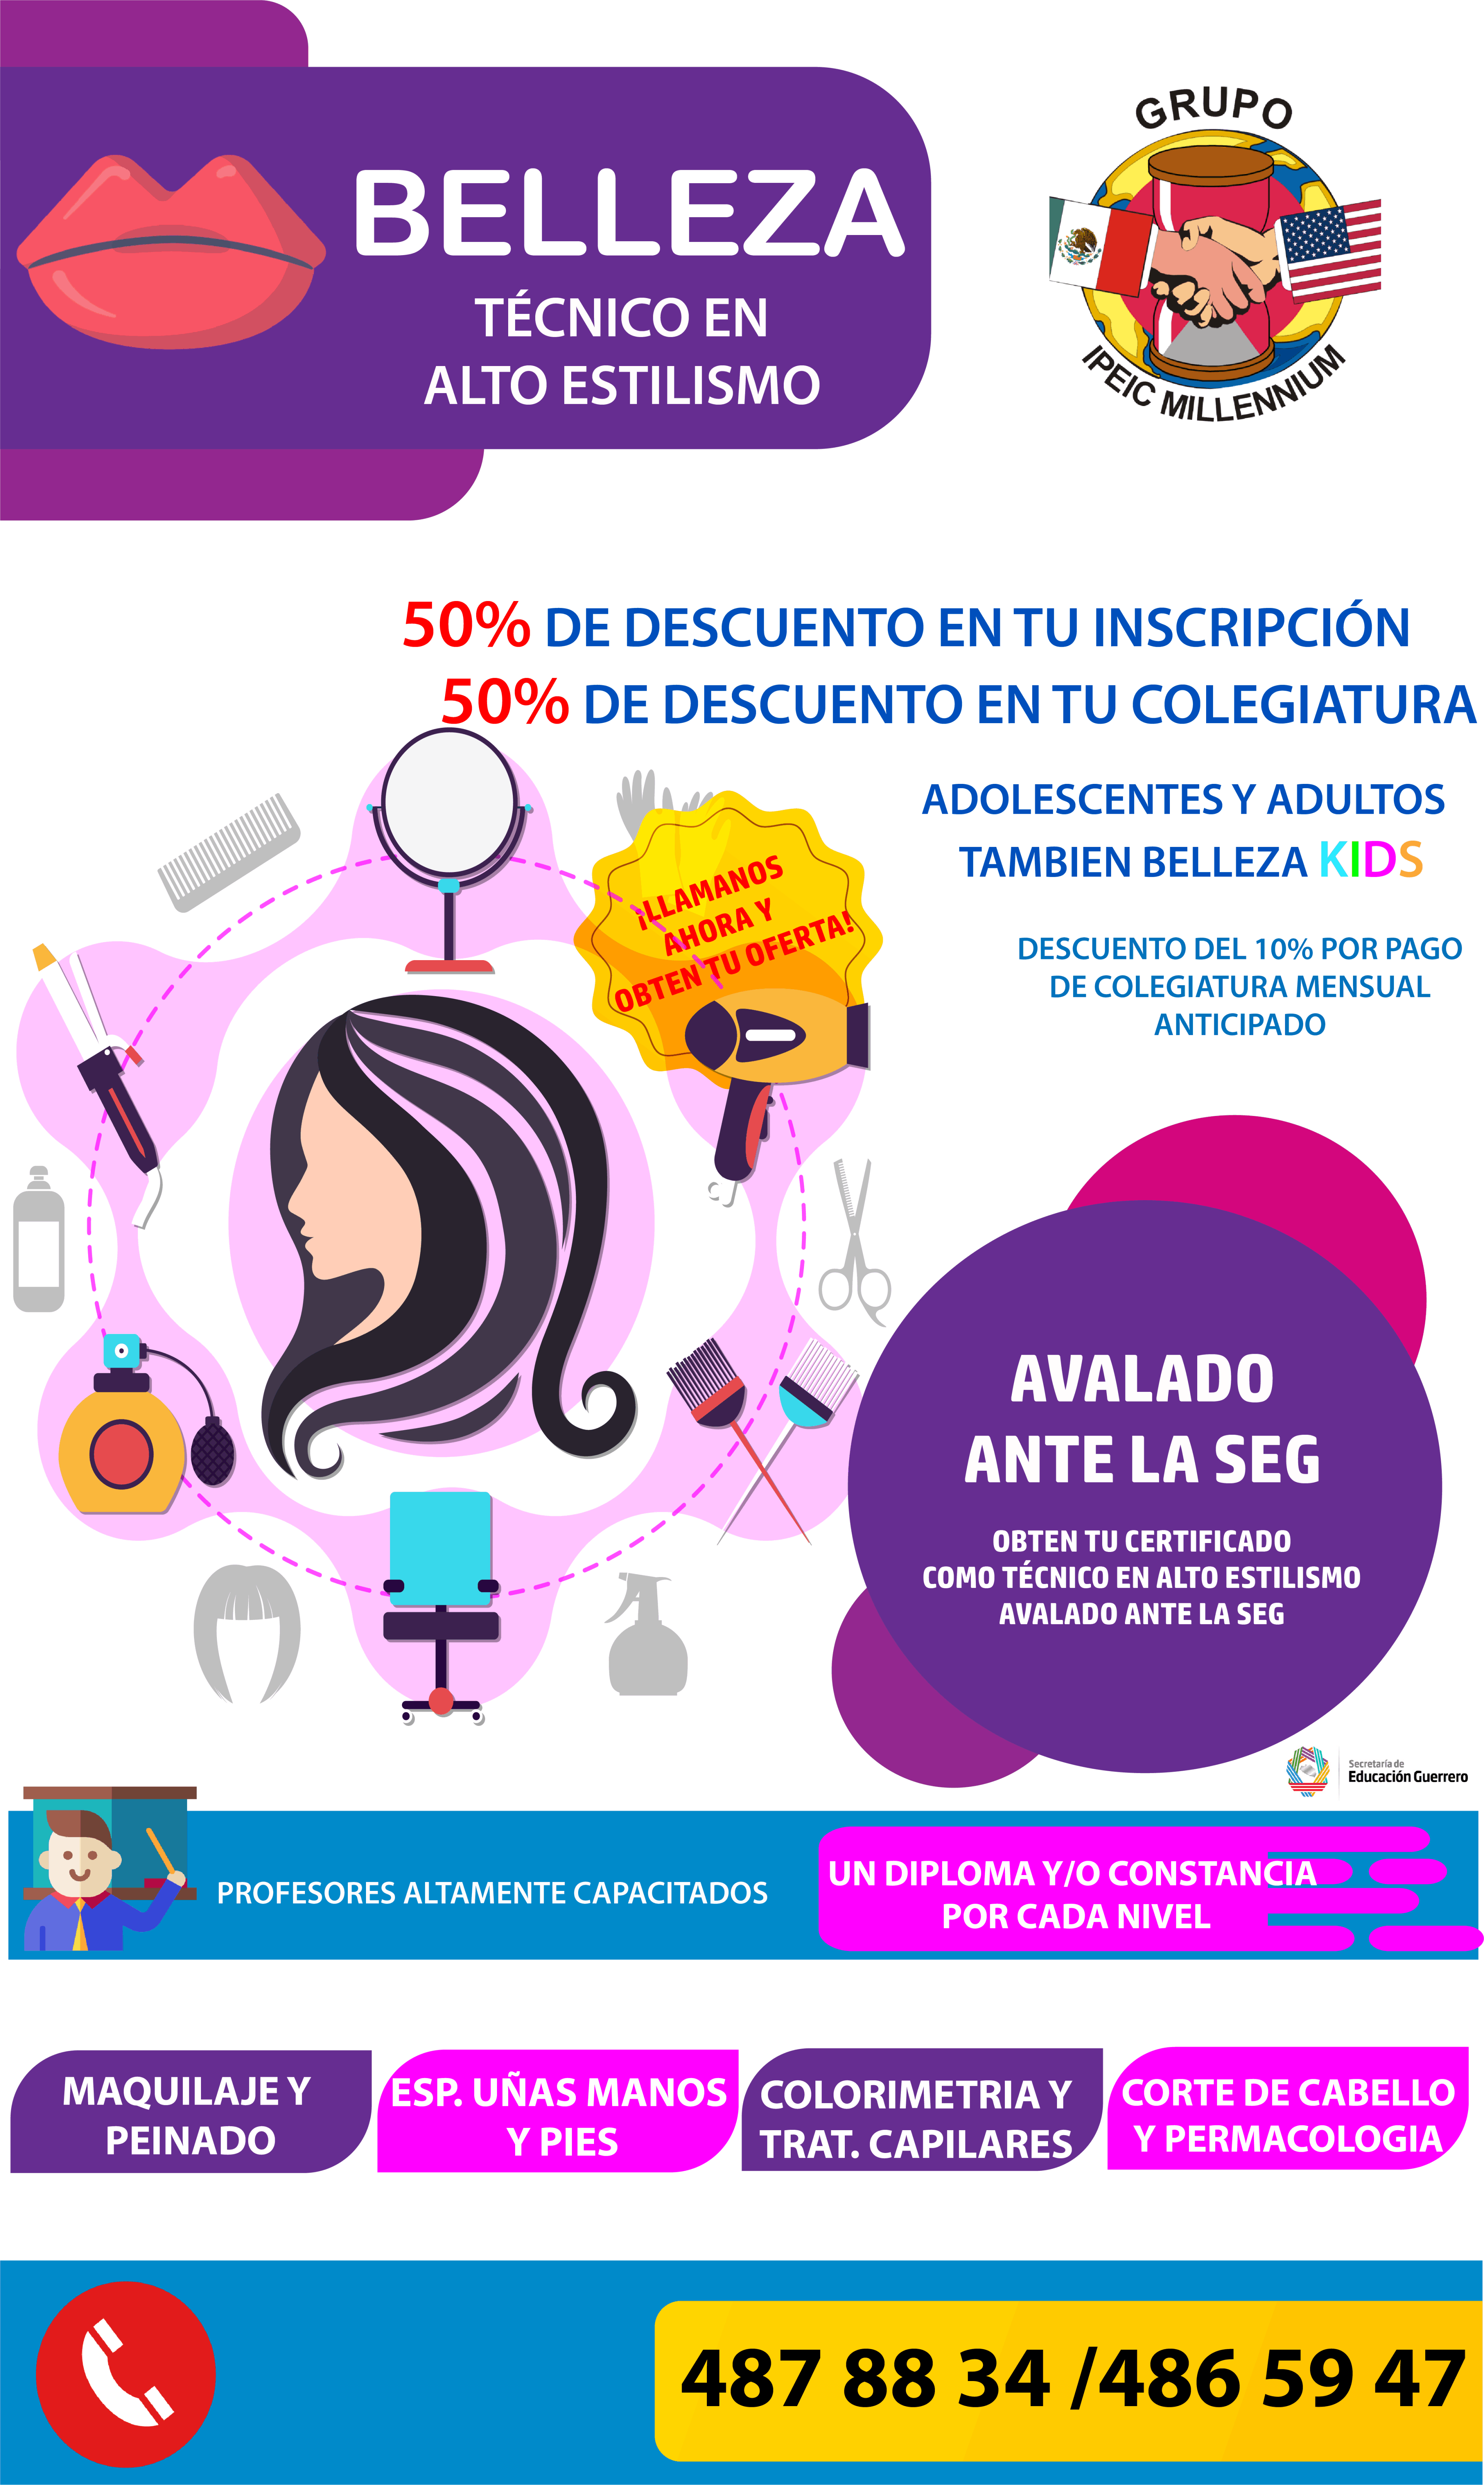 GRUPO
IPEIC MILLENNIUM
BELLEZA
TÉCNICO EN
ALTO ESTILISMO
50% DE DESCUENTO EN TU INSCRIPCIÓN
50% DE DESCUENTO EN TU COLEGIATURA
ADOLESCENTES Y ADULTOS
TAMBIEN BELLEZA KIDS
¡LLAMANOS
AHORA Y
OBTEN TU OFERTA!
DESCUENTO DEL 10% POR PAGO
DE COLEGIATURA MENSUAL
ANTICIPADO
AVALADO
ANTE LA SEG
OBTEN TU CERTIFICADO
COMO TÉCNICO EN ALTO ESTILISMO
AVALADO ANTE LA SEG
Secretaría de
Educación Guerrero
PROFESORES ALTAMENTE CAPACITADOS
UN DIPLOMA Y/O CONSTANCIA
POR CADA NIVEL
MAQUILAJE Y
PEINADO
ESP. UÑAS MANOS
Y PIES
COLORIMETRIA Y
TRAT. CAPILARES
CORTE DE CABELLO
Y PERMACOLOGIA
487 88 34 /486 59 47